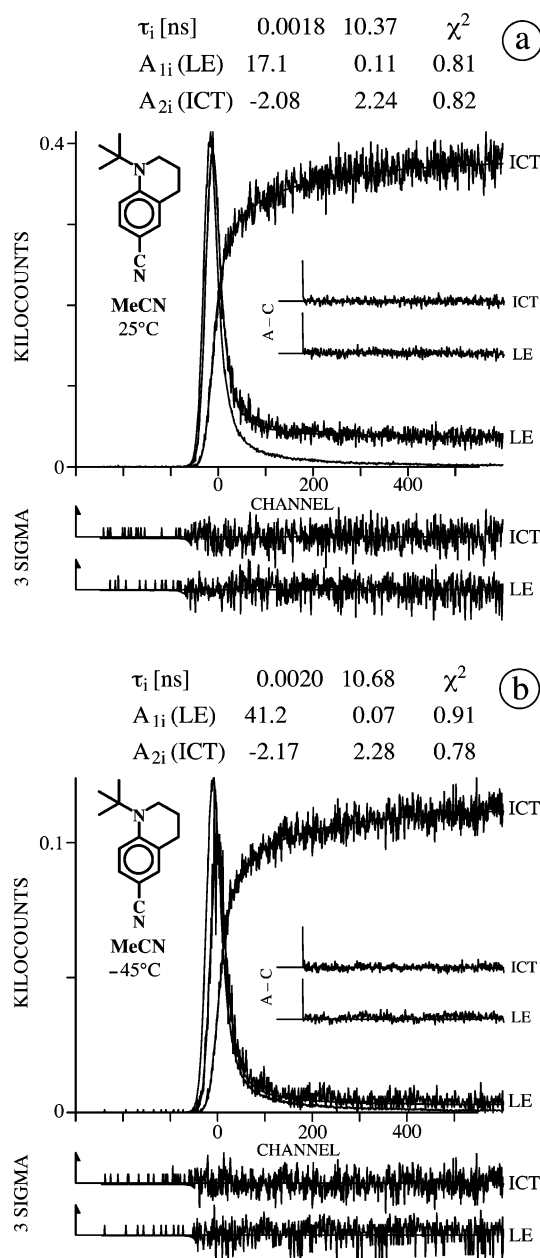 τi [ns] 0.0018 10.37 χ2
a
A1i (LE) 17.1 0.11 0.81
A2i (ICT) -2.08 2.24 0.82
0.4
ICT
N
C
N
MeCN
25°C
KILOCOUNTS
A – C
ICT
LE
LE
0
0 200 400
CHANNEL
3 SIGMA
ICT
LE
τi [ns] 0.0020 10.68 χ2
b
A1i (LE) 41.2 0.07 0.91
A2i (ICT) -2.17 2.28 0.78
ICT
0.1
N
C
N
MeCN
–45°C
KILOCOUNTS
A – C
ICT
LE
LE
0
0 200 400
CHANNEL
3 SIGMA
ICT
LE